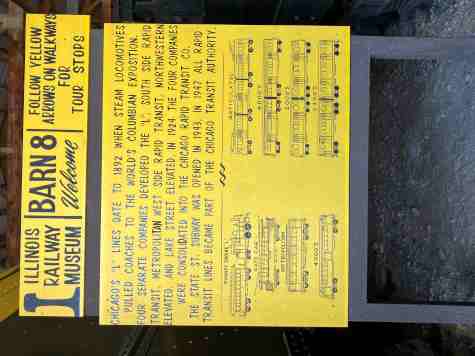 ILLINOIS
RAILWAY
MUSEUM
BARN 8
Welcome
FOLLOW YELLOW
ARROWS ON WALKWAYS
FOR
TOUR STOPS
CHICAGO'S 'L' LINES DATE TO 1892 WHEN STEAM LOCOMOTIVES
PULLED COACHES TO THE WORLD'S COLUMBIAN EXPOSITION.
FOUR SEPARATE COMPANIES DEVELOPED THE 'L': SOUTH SIDE RAPID
TRANSIT, METROPOLITAN WEST SIDE RAPID TRANSIT, NORTHWESTERN
ELEVATED, AND LAKE STREET ELEVATED. IN 1924 THE FOUR COMPANIES
WERE CONSOLIDATED INTO THE CHICAGO RAPID TRANSIT CO.
THE STATE ST. SUBWAY WAS OPENED IN 1943. IN 1947 ALL RAPID
TRANSIT LINES BECAME PART OF THE CHICAGO TRANSIT AUTHORITY.